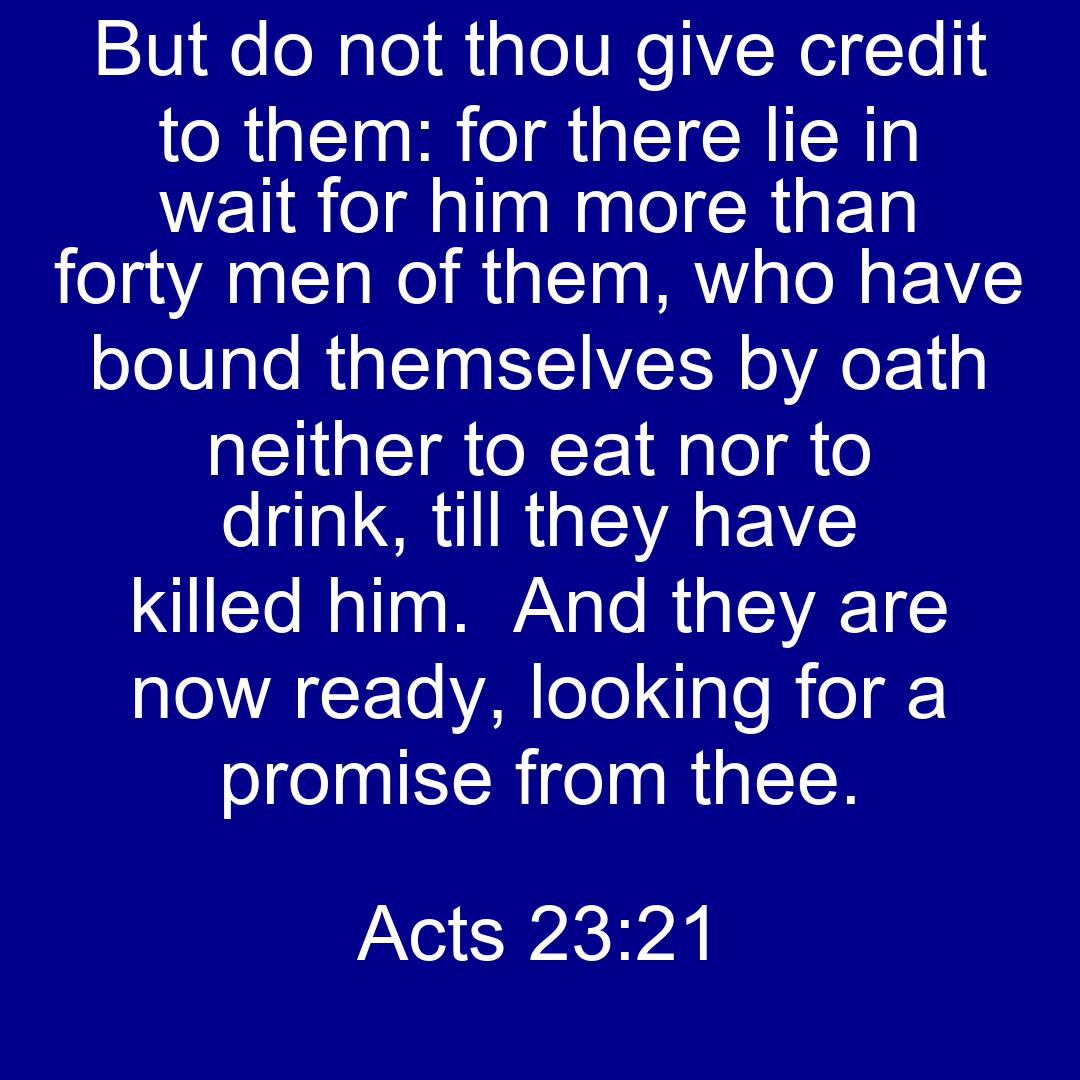 But do not thou give credit
to them: for there lie in
wait for him more than
forty men of them, who have
bound themselves by oath
neither to eat nor to
drink, till they have
killed him.  And they are
now ready, looking for a
promise from thee.
Acts 23:21